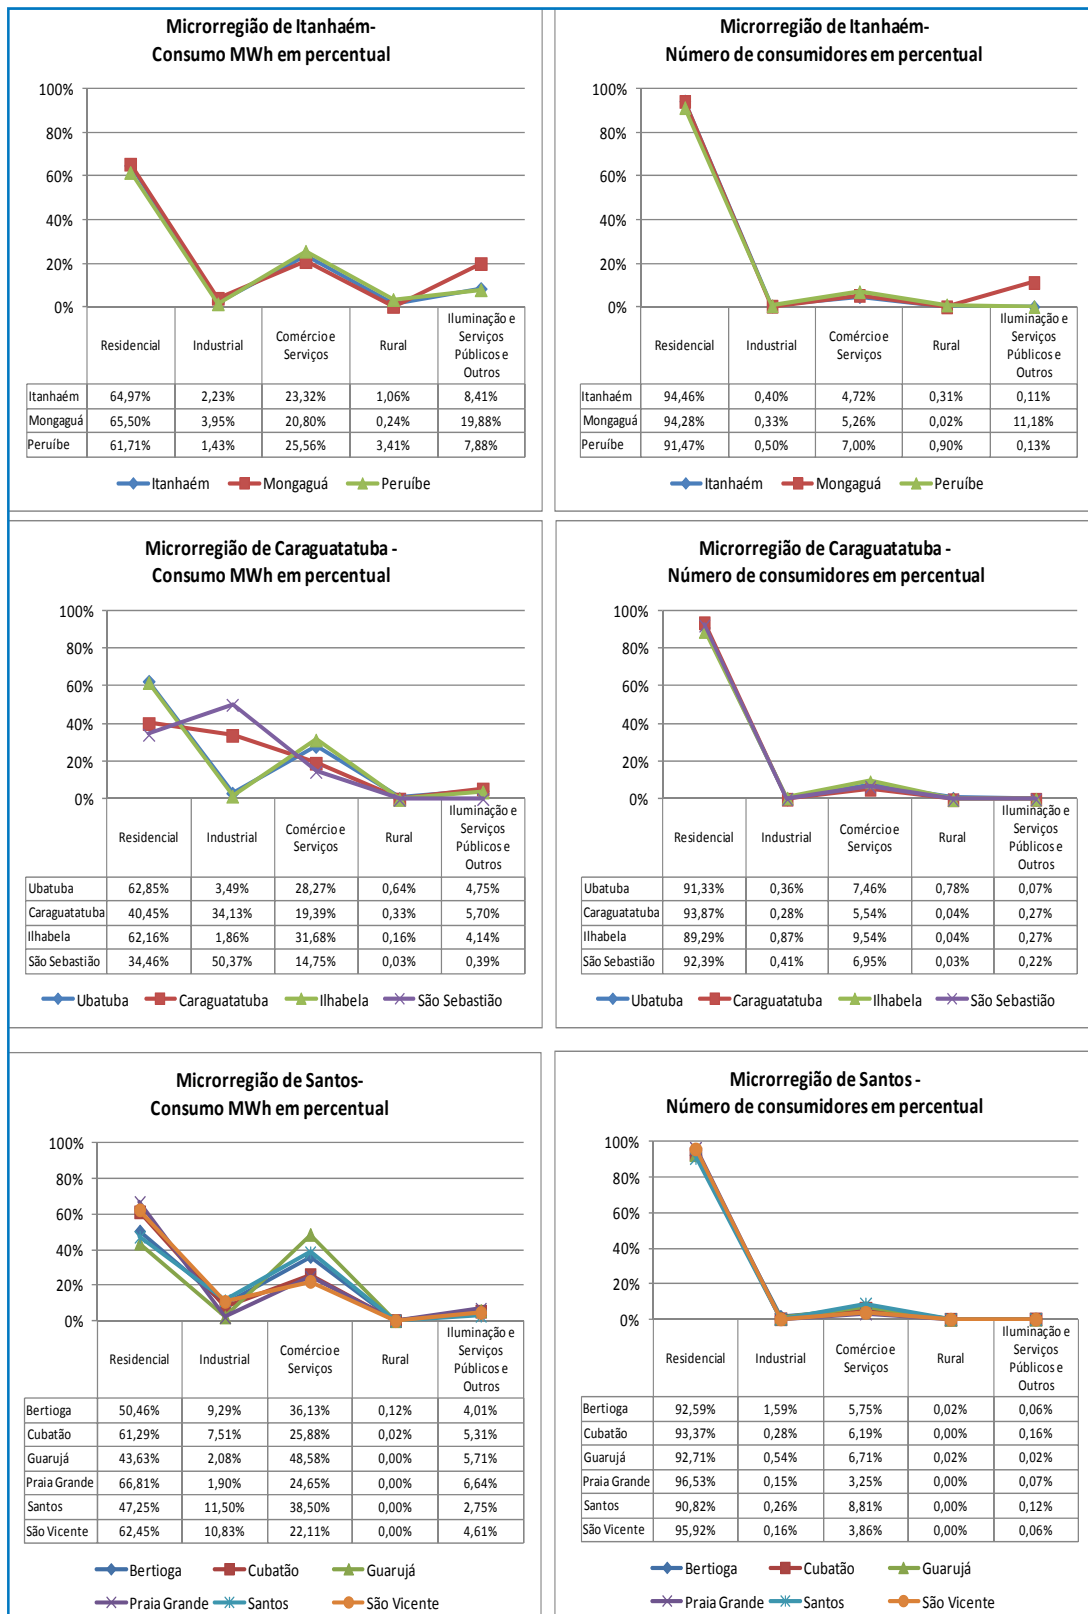 Microrregião de Itanhaém-
Consumo MWh em percentual
100%
80%
60%
40%
20%
0%
Residencial Industrial Comércio e Serviços Rural Iluminação e Serviços Públicos e Outros
Itanhaém 64,97% 2,23% 23,32% 1,06% 8,41%
Mongaguá 65,50% 3,95% 20,80% 0,24% 19,88%
Peruíbe 61,71% 1,43% 25,56% 3,41% 7,88%
Itanhaém Mongaguá Peruíbe
Microrregião de Itanhaém-
Número de consumidores em percentual
100%
80%
60%
40%
20%
0%
Residencial Industrial Comércio e Serviços Rural Iluminação e Serviços Públicos e Outros
Itanhaém 94,46% 0,40% 4,72% 0,31% 0,11%
Mongaguá 94,28% 0,33% 5,26% 0,02% 11,18%
Peruíbe 91,47% 0,50% 7,00% 0,90% 0,13%
Itanhaém Mongaguá Peruíbe
Microrregião de Caraguatatuba -
Consumo MWh em percentual
100%
80%
60%
40%
20%
0%
Residencial Industrial Comércio e Serviços Rural Iluminação e Serviços Públicos e Outros
Ubatuba 62,85% 3,49% 28,27% 0,64% 4,75%
Caraguatatuba 40,45% 34,13% 19,39% 0,33% 5,70%
Ilhabela 62,16% 1,86% 31,68% 0,16% 4,14%
São Sebastião 34,46% 50,37% 14,75% 0,03% 0,39%
Ubatuba Caraguatatuba Ilhabela São Sebastião
Microrregião de Caraguatatuba -
Número de consumidores em percentual
100%
80%
60%
40%
20%
0%
Residencial Industrial Comércio e Serviços Rural Iluminação e Serviços Públicos e Outros
Ubatuba 91,33% 0,36% 7,46% 0,78% 0,07%
Caraguatatuba 93,87% 0,28% 5,54% 0,04% 0,27%
Ilhabela 89,29% 0,87% 9,54% 0,04% 0,27%
São Sebastião 92,39% 0,41% 6,95% 0,03% 0,22%
Ubatuba Caraguatatuba Ilhabela São Sebastião
Microrregião de Santos-
Consumo MWh em percentual
100%
80%
60%
40%
20%
0%
Residencial Industrial Comércio e Serviços Rural Iluminação e Serviços Públicos e Outros
Bertioga 50,46% 9,29% 36,13% 0,12% 4,01%
Cubatão 61,29% 7,51% 25,88% 0,02% 5,31%
Guarujá 43,63% 2,08% 48,58% 0,00% 5,71%
Praia Grande 66,81% 1,90% 24,65% 0,00% 6,64%
Santos 47,25% 11,50% 38,50% 0,00% 2,75%
São Vicente 62,45% 10,83% 22,11% 0,00% 4,61%
Bertioga Cubatão Guarujá
Praia Grande Santos São Vicente
Microrregião de Santos -
Número de consumidores em percentual
100%
80%
60%
40%
20%
0%
Residencial Industrial Comércio e Serviços Rural Iluminação e Serviços Públicos e Outros
Bertioga 92,59% 1,59% 5,75% 0,02% 0,06%
Cubatão 93,37% 0,28% 6,19% 0,00% 0,16%
Guarujá 92,71% 0,54% 6,71% 0,02% 0,02%
Praia Grande 96,53% 0,15% 3,25% 0,00% 0,07%
Santos 90,82% 0,26% 8,81% 0,00% 0,12%
São Vicente 95,92% 0,16% 3,86% 0,00% 0,06%
Bertioga Cubatão Guarujá
Praia Grande Santos São Vicente